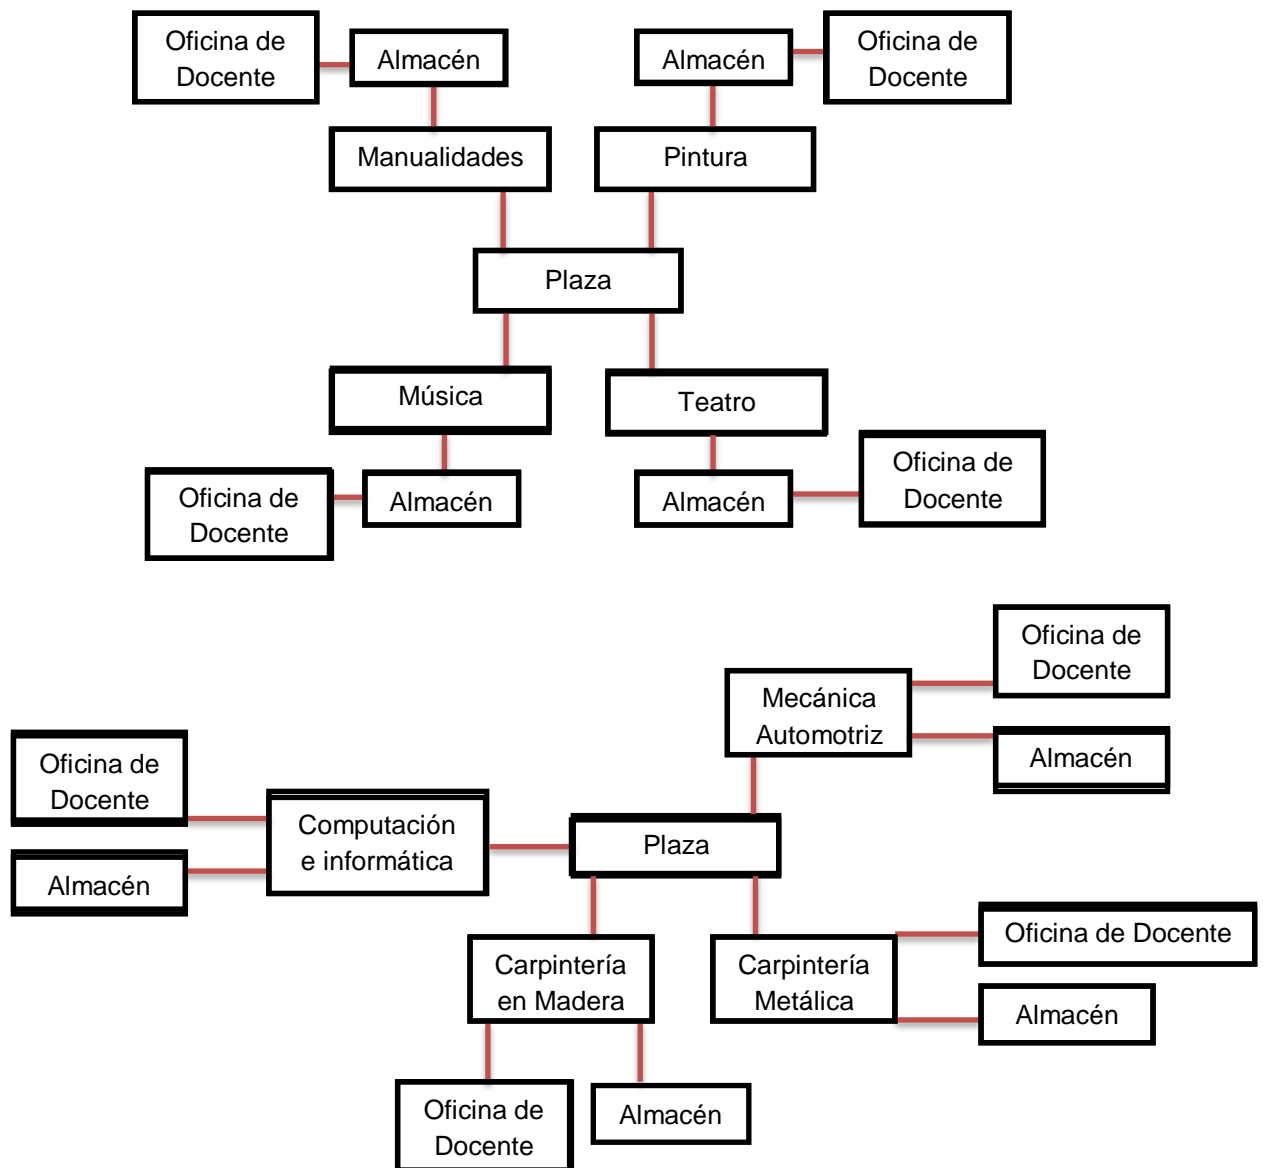 Oficina de
Docente
Almacén
Almacén
Oficina de
Docente
Manualidades
Pintura
Plaza
Música
Teatro
Oficina de
Docente
Almacén
Almacén
Oficina de
Docente
Oficina de
Docente
Mecánica
Automotriz
Almacén
Oficina de
Docente
Computación
e informática
Almacén
Plaza
Carpintería
en Madera
Carpintería
Metálica
Oficina de Docente
Almacén
Oficina de
Docente
Almacén